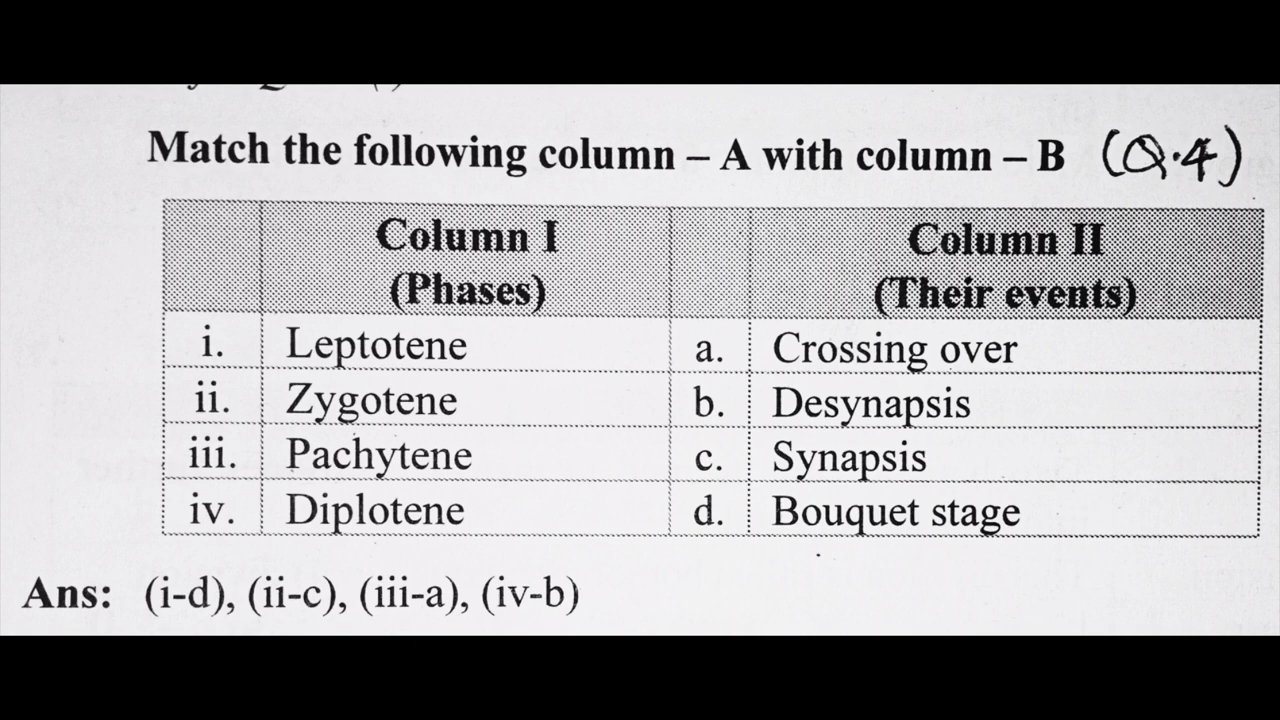 Match the following column – A with column – B (Q.4)
Column I Column II
(Phases) (Their events)
i. Leptotene a. Crossing over
ii. Zygotene b. Desynapsis
iii. Pachytene c. Synapsis
iv. Diplotene d. Bouquet stage
Ans: (i-d), (ii-c), (iii-a), (iv-b)